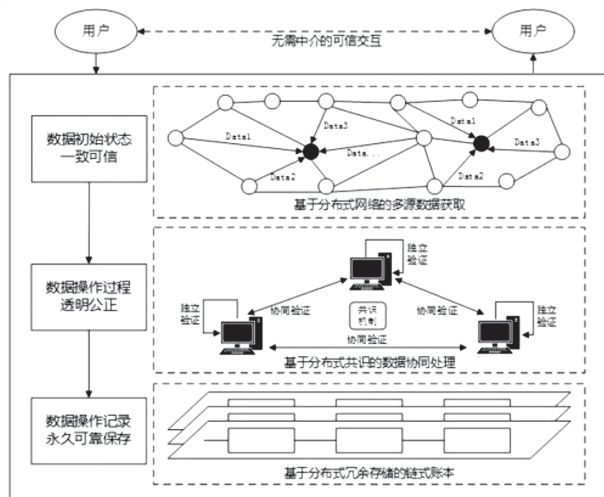 用户
用户
无需中介的可信交互
数据初始状态
一致可信
Data1
Data3
Data2
Data...
Data1
Data3
Data2
基于分布式网络的多源数据获取
数据操作过程
透明公正
独立
验证
独立
验证
独立
验证
协同验证
协同验证
协同验证
共识
机制
基于分布式共识的数据协同处理
数据操作记录
永久可靠保存
基于分布式冗余存储的链式账本